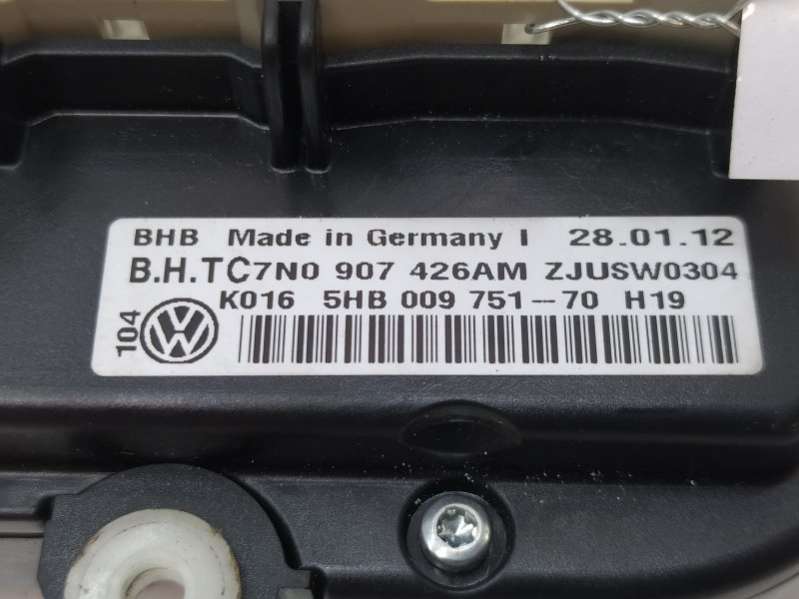 BHB Made in Germany I 28.01.12
B.H.TC7N0 907 426AM ZJUSW0304
K016 5HB 009 751-70 H19
104